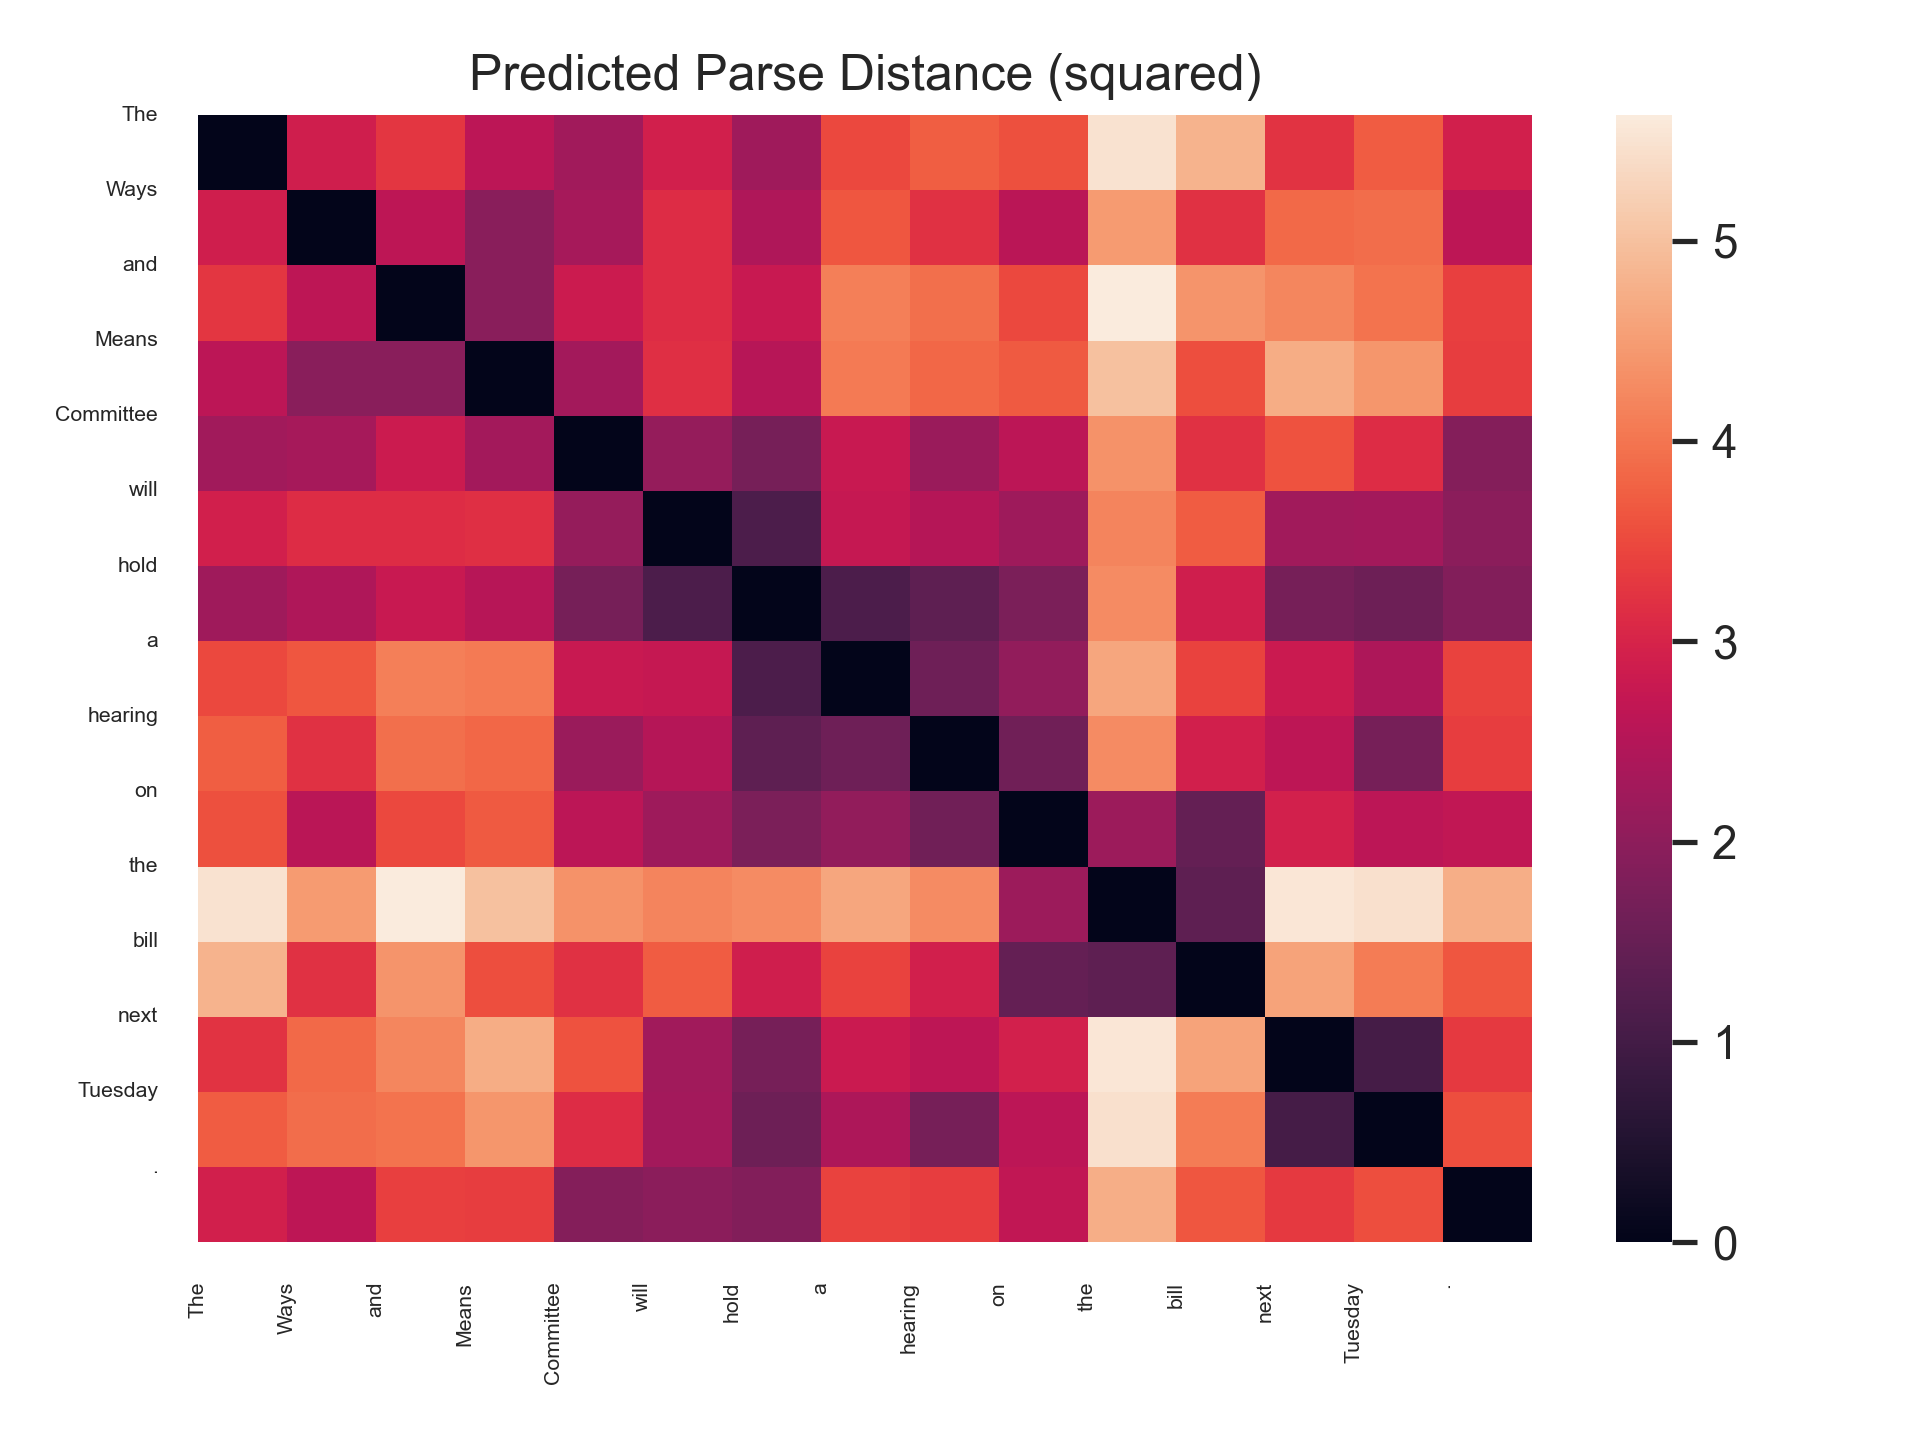 Predicted Parse Distance (squared)
The
Ways
and
Means
Committee
will
hold
a
hearing
on
the
bill
next
Tuesday
.
5
4
3
2
1
0
The
Ways
and
Means
Committee
will
hold
a
hearing
on
the
bill
next
Tuesday
.